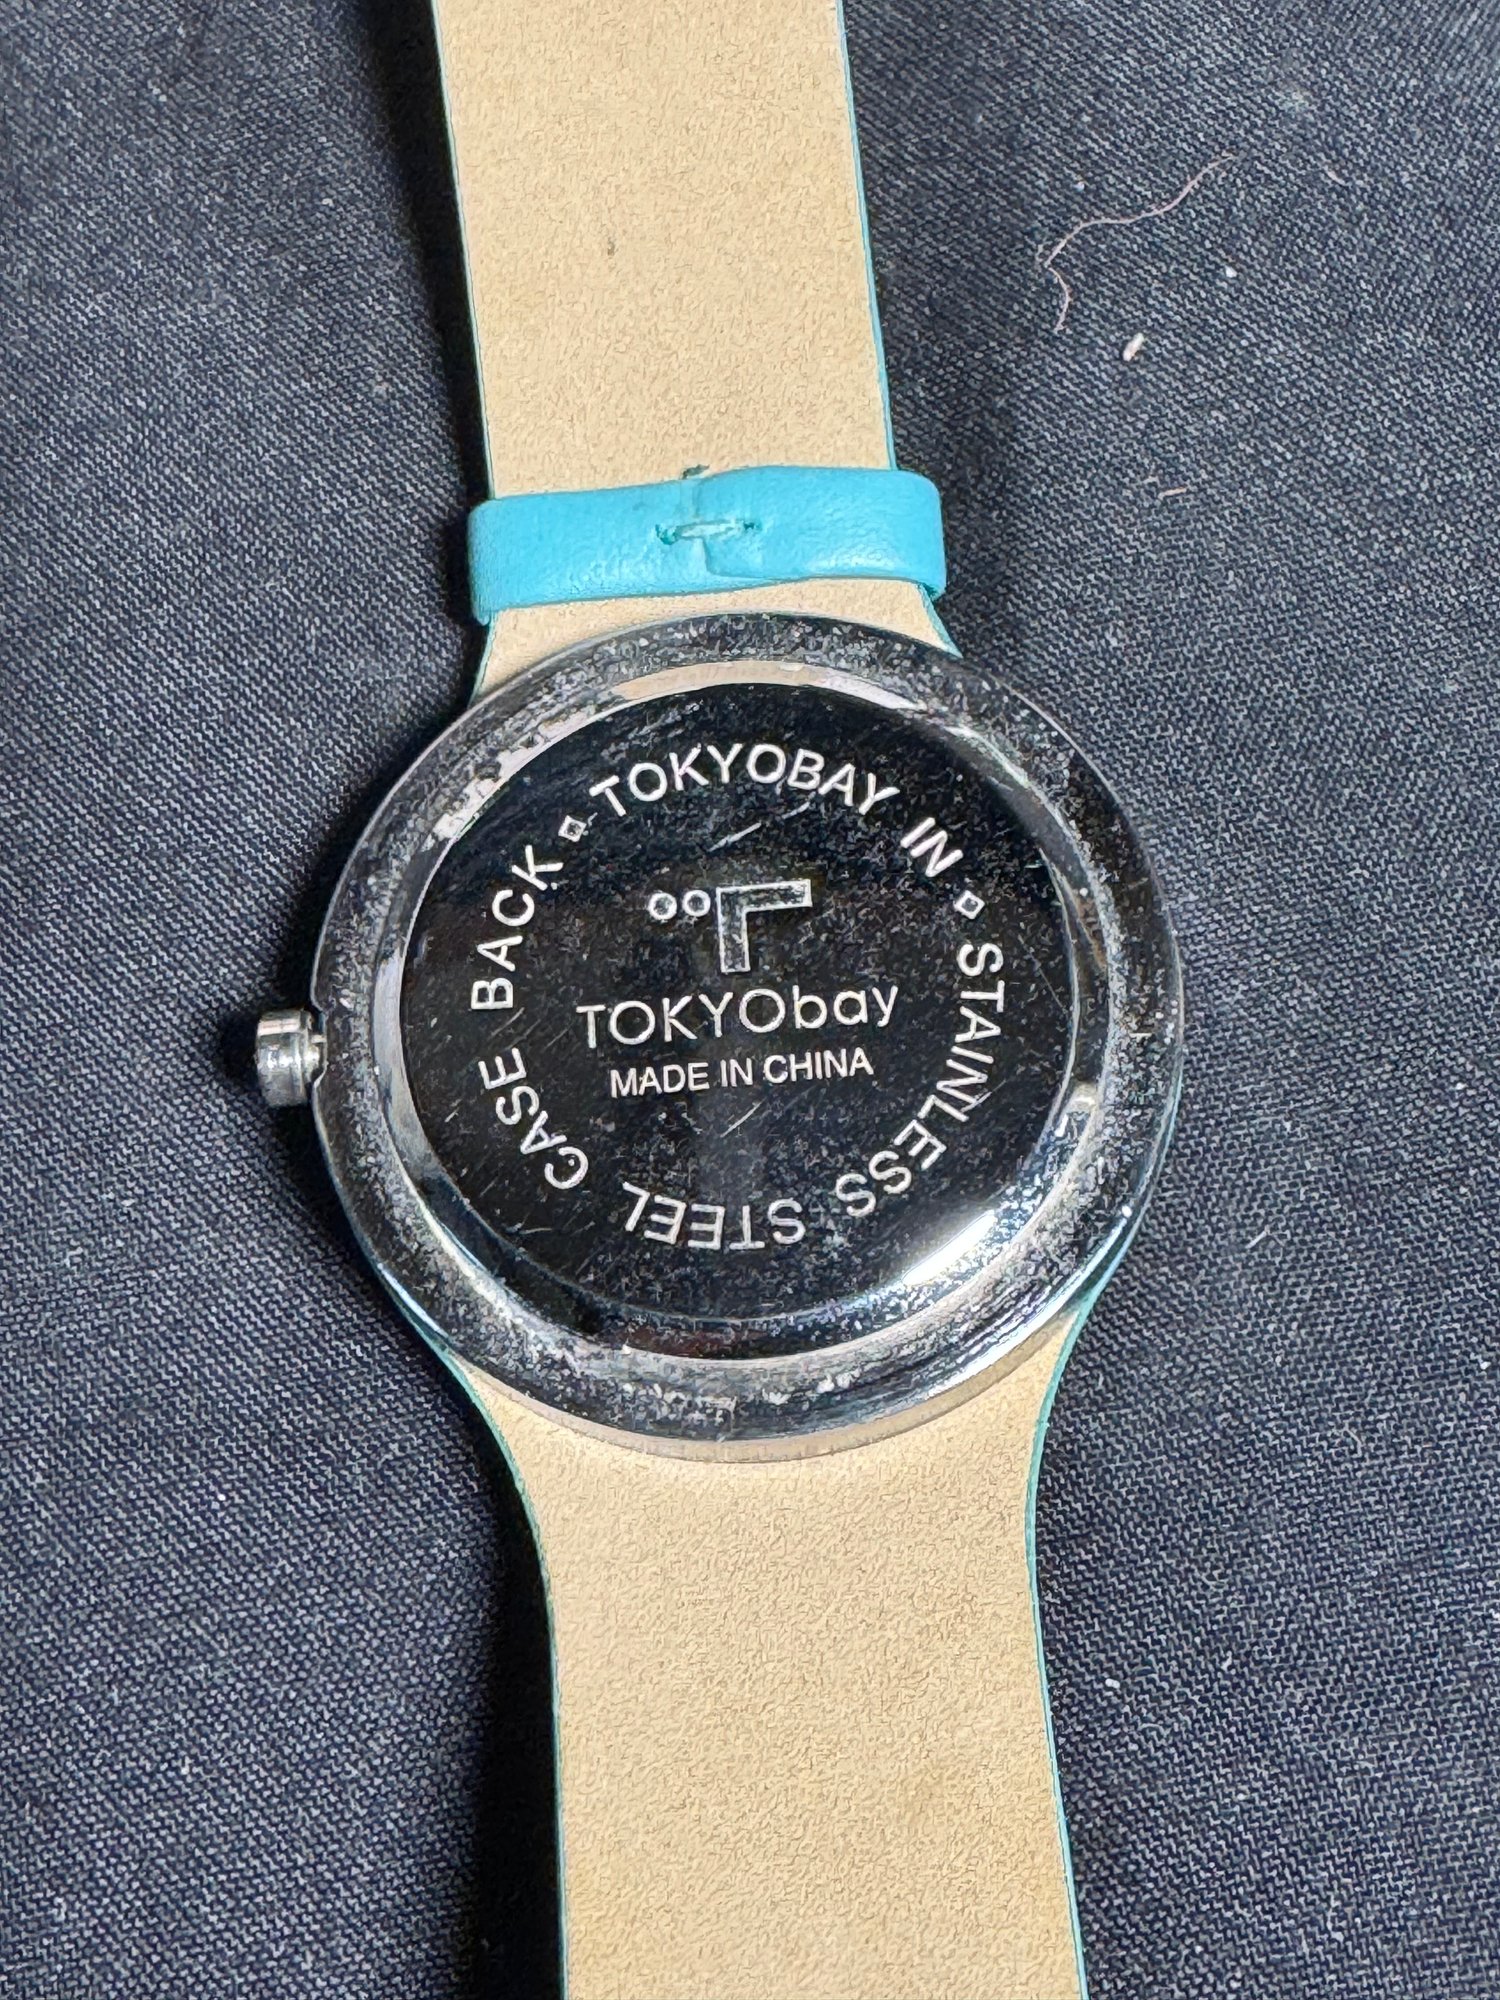 TOKYOBAY IN ▫ STAINLESS STEEL CASE BACK ▫
TOKYObay
MADE IN CHINA